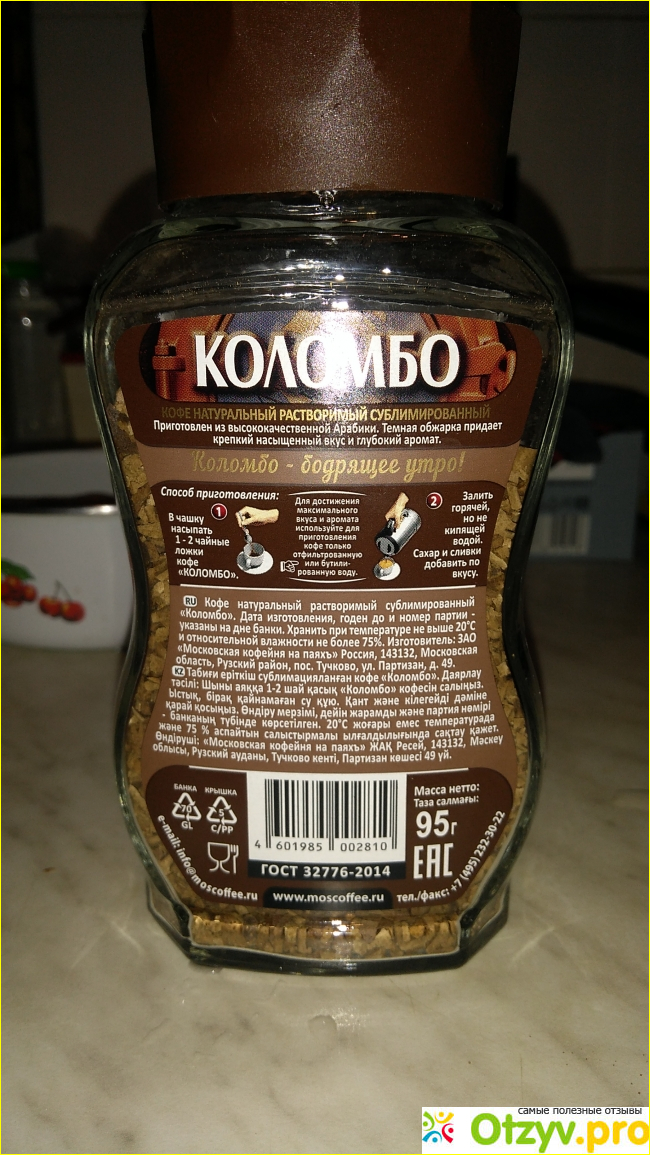 КОЛОМБО
КОФЕ НАТУРАЛЬНЫЙ РАСТВОРИМЫЙ СУБЛИМИРОВАННЫЙ
Приготовлен из высококачественной Арабики. Темная обжарка придает
крепкий насыщенный вкус и глубокий аромат.
Коломбо - бодрящее утро!
Способ приготовления:
1
В чашку
насыпать
1 - 2 чайные
ложки
кофе
«КОЛОМБО».
Для достижения
максимального
вкуса и аромата
используйте для
приготовления
кофе только
отфильтрованную
или бутили-
рованную воду.
2
Залить
горячей,
но не
кипящей
водой.
Сахар и сливки
добавить по
вкусу.
RU Кофе натуральный растворимый сублимированный
«Коломбо». Дата изготовления, годен до и номер партии -
указаны на дне банки. Хранить при температуре не выше 20°С
и относительной влажности не более 75%. Изготовитель: ЗАО
«Московская кофейня на паяхъ» Россия, 143132, Московская
область, Рузский район, пос. Тучково, ул. Партизан, д. 49.
KZ Табиғи еріткіш сублимацияланған кофе «Коломбо». Даярлау
тәсілі: Шыны аяққа 1-2 шай қасық «Коломбо» кофесін салыңыз.
Ыстық, бірақ қайнамаған су құю. Қант және кілегейді дәміне
қарай қосыңыз. Өндіру мерзімі, дейін жарамды және партия нөмірі
- банканың түбінде көрсетілген. 20°С жоғары емес температурада
және 75 % аспайтын салыстырмалы ылғалдылығында сақтау қажет.
Өндіруші: «Московская кофейня на паяхъ» ЖАҚ Ресей, 143132, Мәскеу
облысы, Рузский ауданы, Тучково кенті, Партизан көшесі 49 үй.
БАНКА
70
GL
КРЫШКА
5
C/PP
4 601985 002810
ГОСТ 32776-2014
Масса нетто:
Таза салмағы:
95г
EAC
e-mail: info@moscoffee.ru
www.moscoffee.ru
тел./факс: +7 (495) 232-30-22
самые полезные отзывы
Otzyv.pro